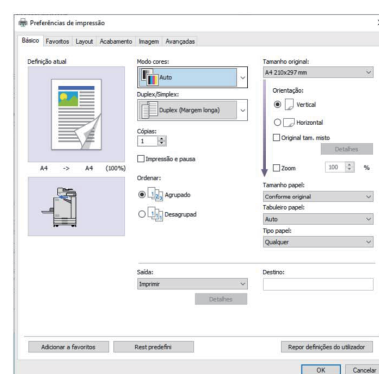 Preferências de impressão
Básico Favoritos Layout Acabamento Imagem Avançadas
Definição atual
A4 -> A4 (100%)
Modo cores:
Auto
Duplex/Simplex:
Duplex (Margem longa)
Cópias:
1
Impressão e pausa
Ordenar:
Agrupado
Desagrupad
Tamanho original:
A4 210x297 mm
Orientação:
Vertical
Horizontal
Original tam. misto
Detalhes
Zoom 100 %
Tamanho papel:
Conforme original
Tabuleiro papel:
Auto
Tipo papel:
Qualquer
Saída:
Imprimir
Detalhes
Destino:
Adicionar a favoritos Rest predefini Repor definições do utilizador
OK Cancelar